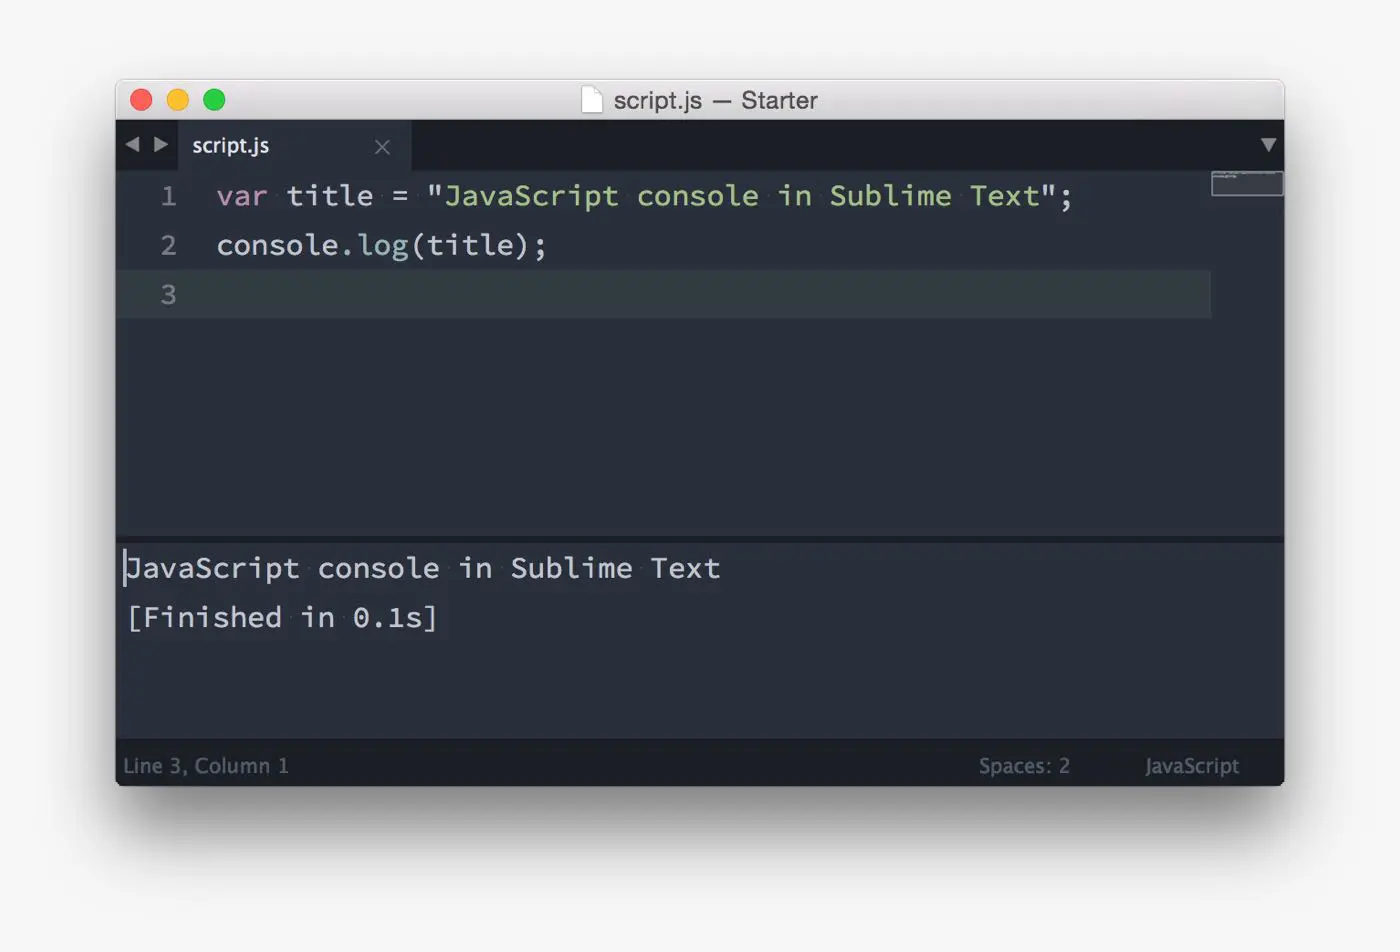 script.js — Starter
script.js
1 var title = "JavaScript console in Sublime Text";
2 console.log(title);
3
JavaScript console in Sublime Text
[Finished in 0.1s]
Line 3, Column 1 Spaces: 2 JavaScript